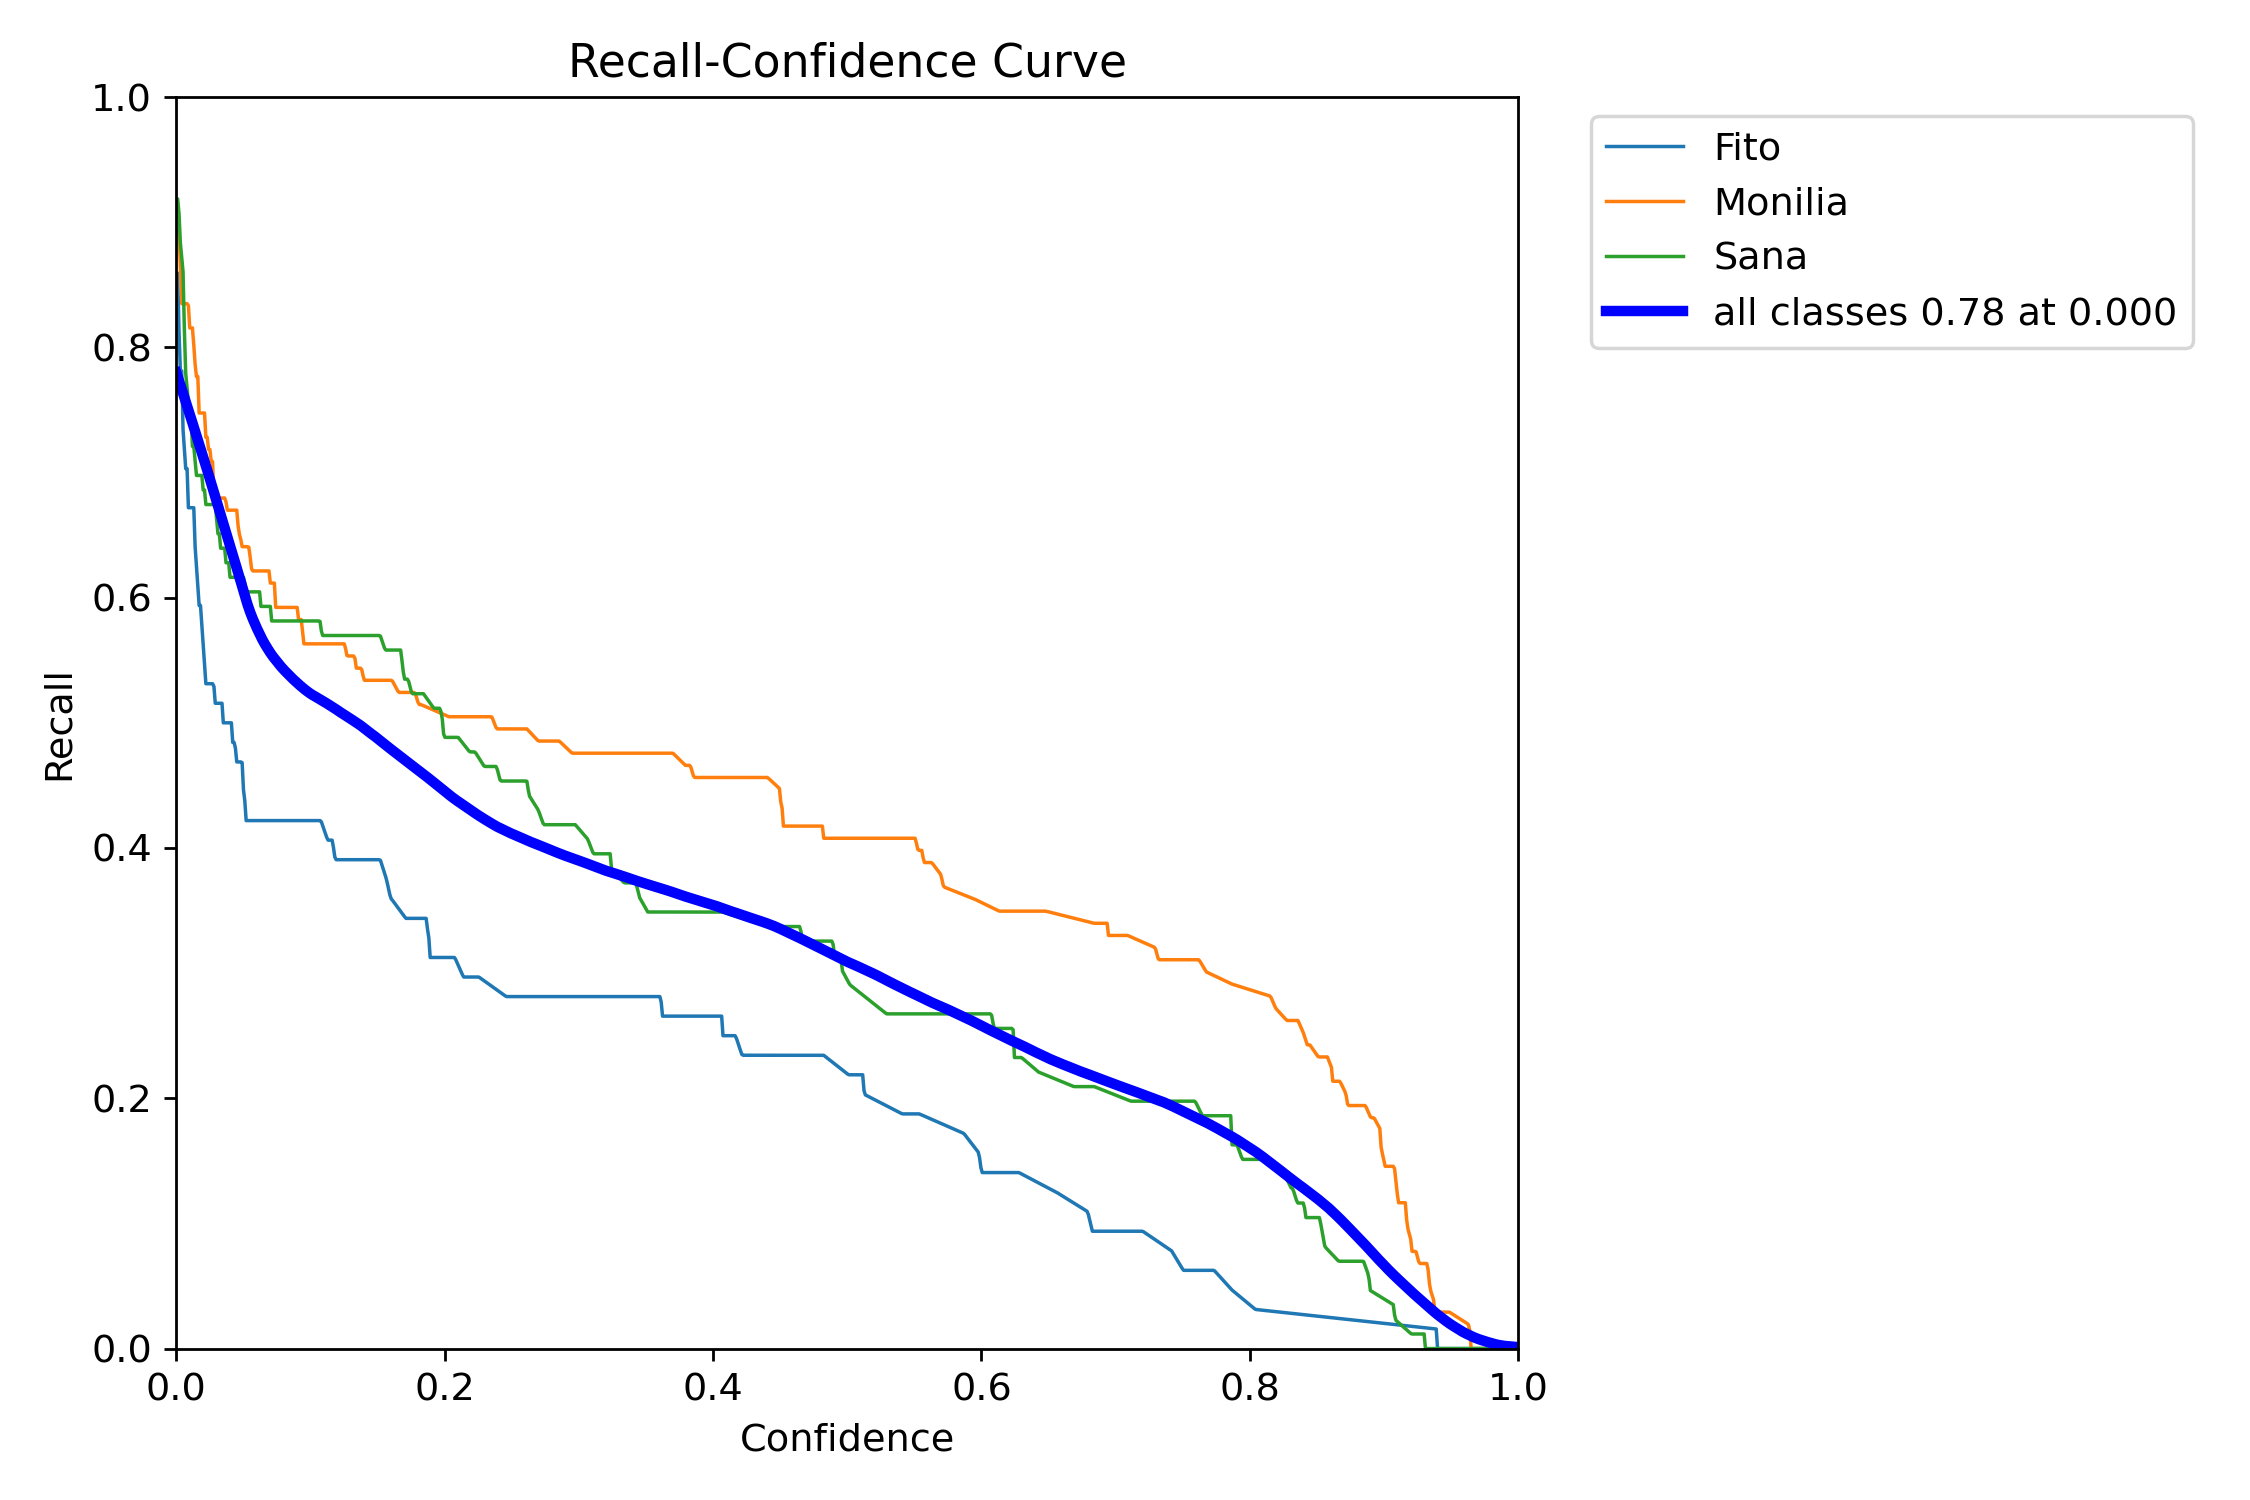 Recall-Confidence Curve
1.0
0.8
0.6
0.4
0.2
0.0
Recall
0.0 0.2 0.4 0.6 0.8 1.0
Confidence
Fito
Monilia
Sana
all classes 0.78 at 0.000